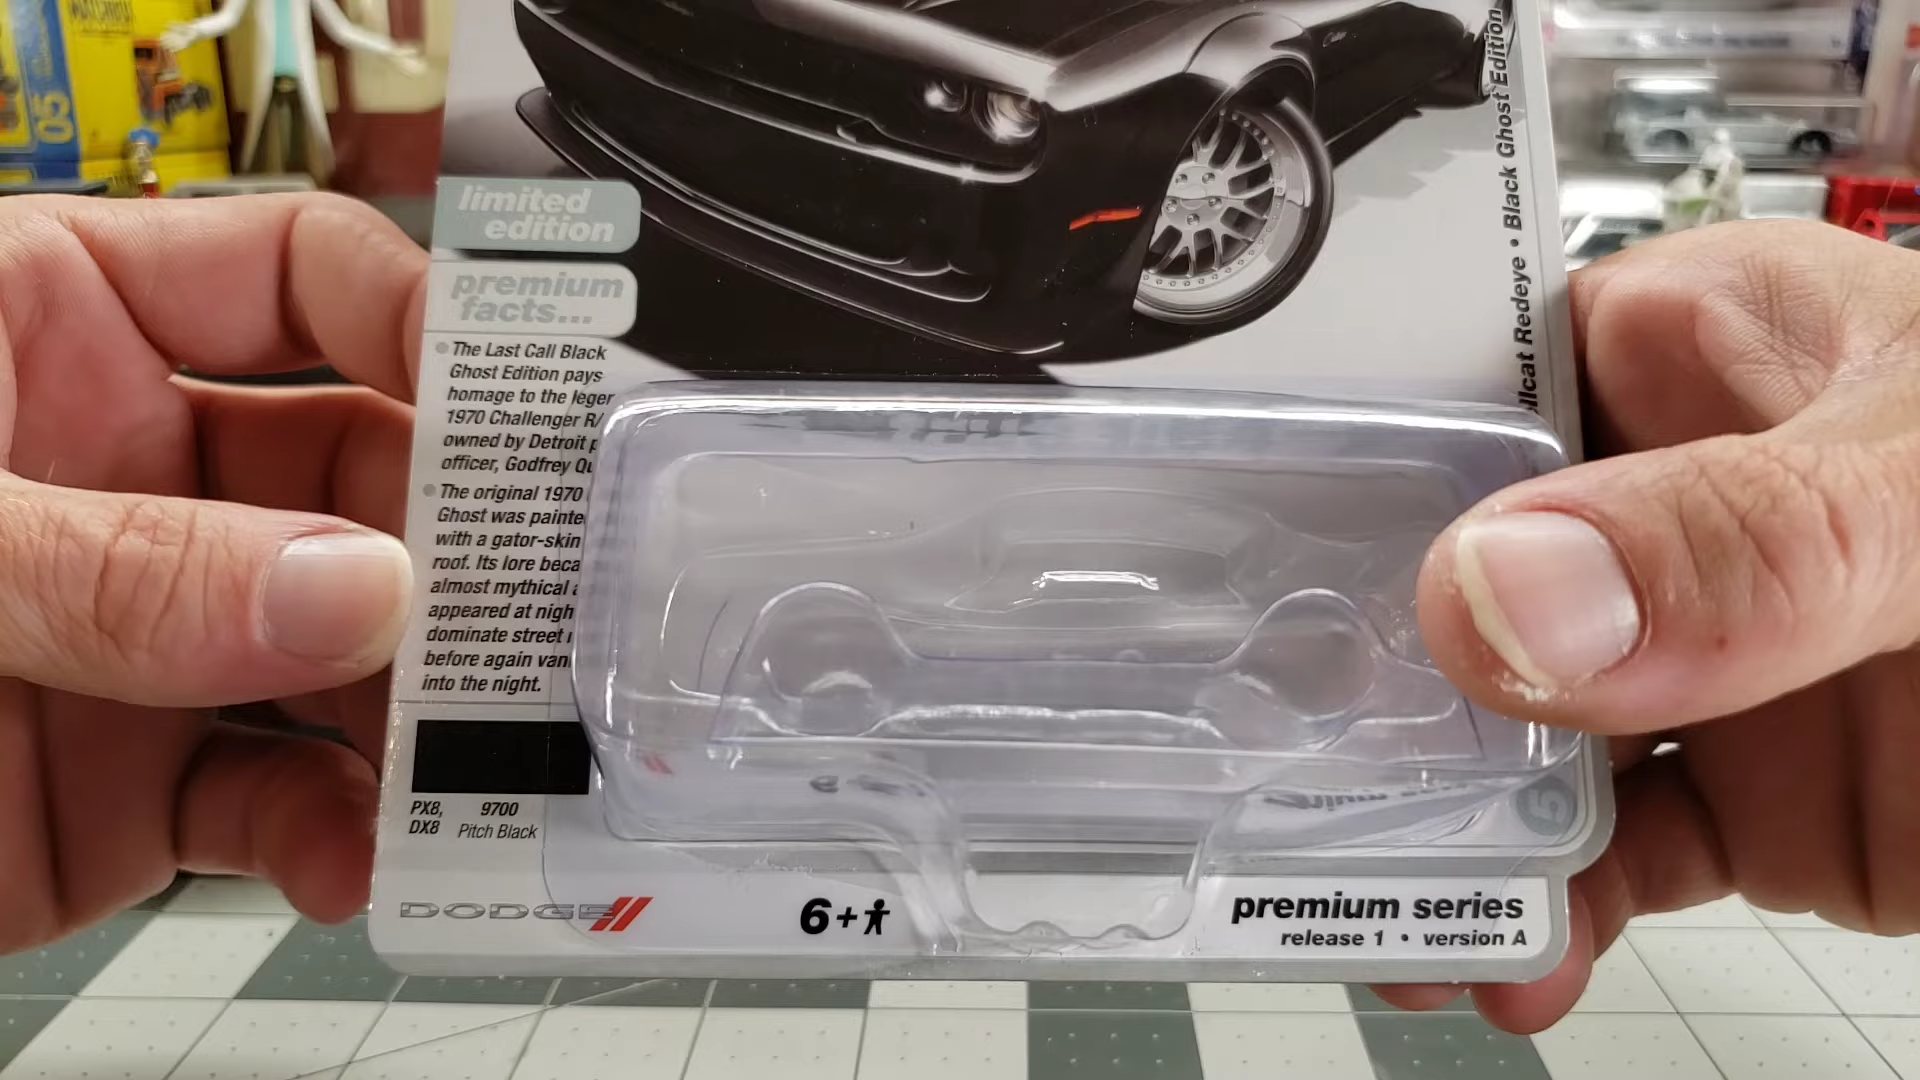 MATCHBOX
05
limited
edition
premium
facts...
The Last Call Black
Ghost Edition pays
homage to the leger
1970 Challenger R/
owned by Detroit p
officer, Godfrey Qu
The original 1970
Ghost was painte
with a gator-skin
roof. Its lore beca
almost mythical a
appeared at nigh
dominate street r
before again van
into the night.
PX8, 9700
DX8 Pitch Black
DODGE
6+
premium series
release 1 • version A
5
llcat Redeye • Black Ghost Edition